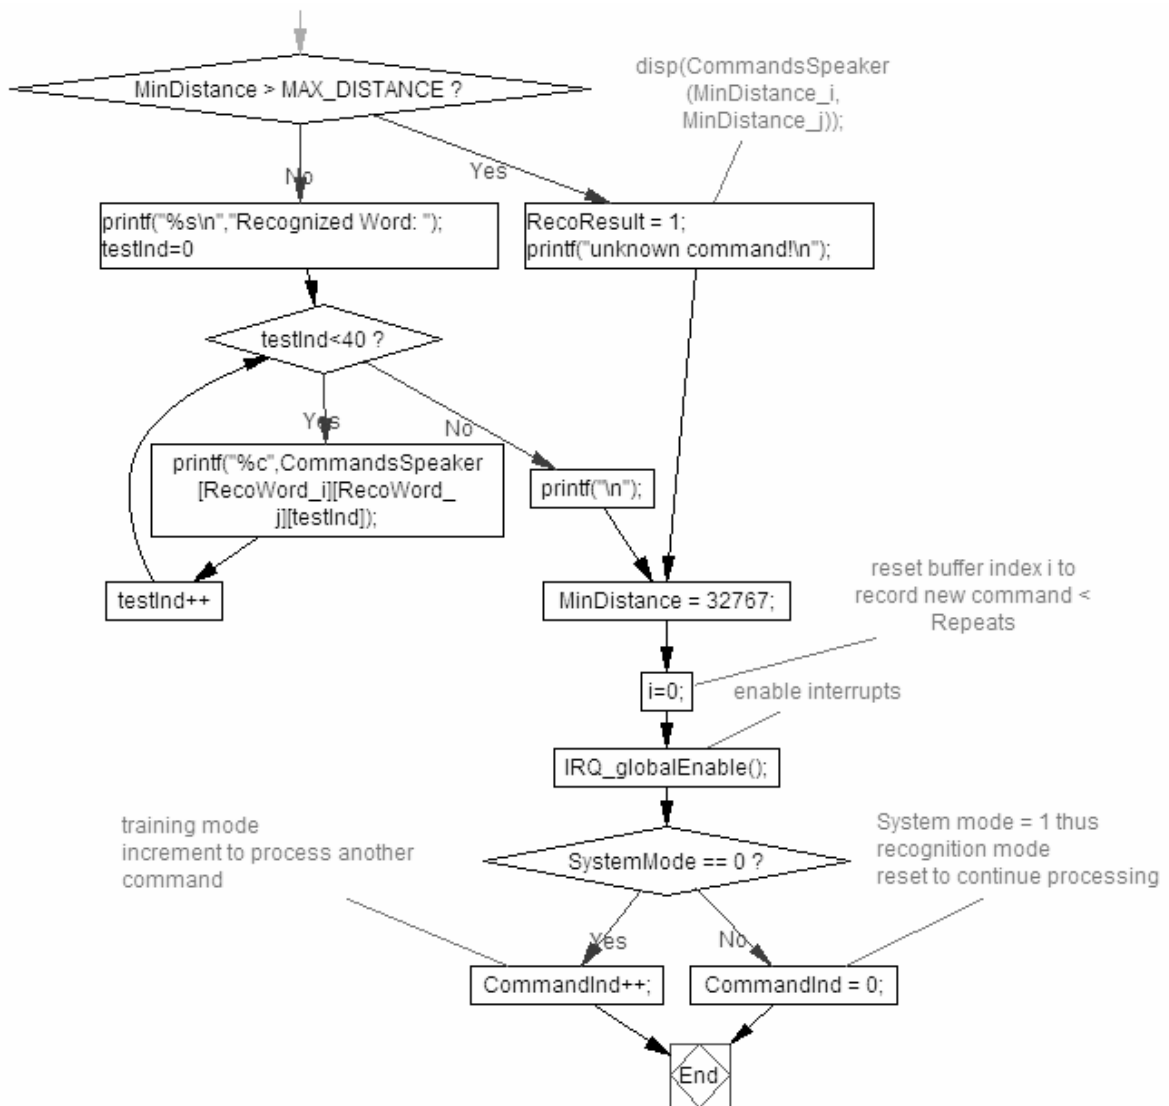 MinDistance > MAX_DISTANCE ?
disp(CommandsSpeaker
(MinDistance_i,
MinDistance_j));
No
Yes
printf("%s\n","Recognized Word: ");
testInd=0
RecoResult = 1;
printf("unknown command!\n");
testInd<40 ?
Yes
No
printf("%c",CommandsSpeaker
[RecoWord_i][RecoWord_
j][testInd]);
printf("\n");
testInd++
MinDistance = 32767;
reset buffer index i to
record new command <
Repeats
i=0;
enable interrupts
IRQ_globalEnable();
training mode
increment to process another
command
SystemMode == 0 ?
System mode = 1 thus
recognition mode
reset to continue processing
Yes
No
CommandInd++;
CommandInd = 0;
End